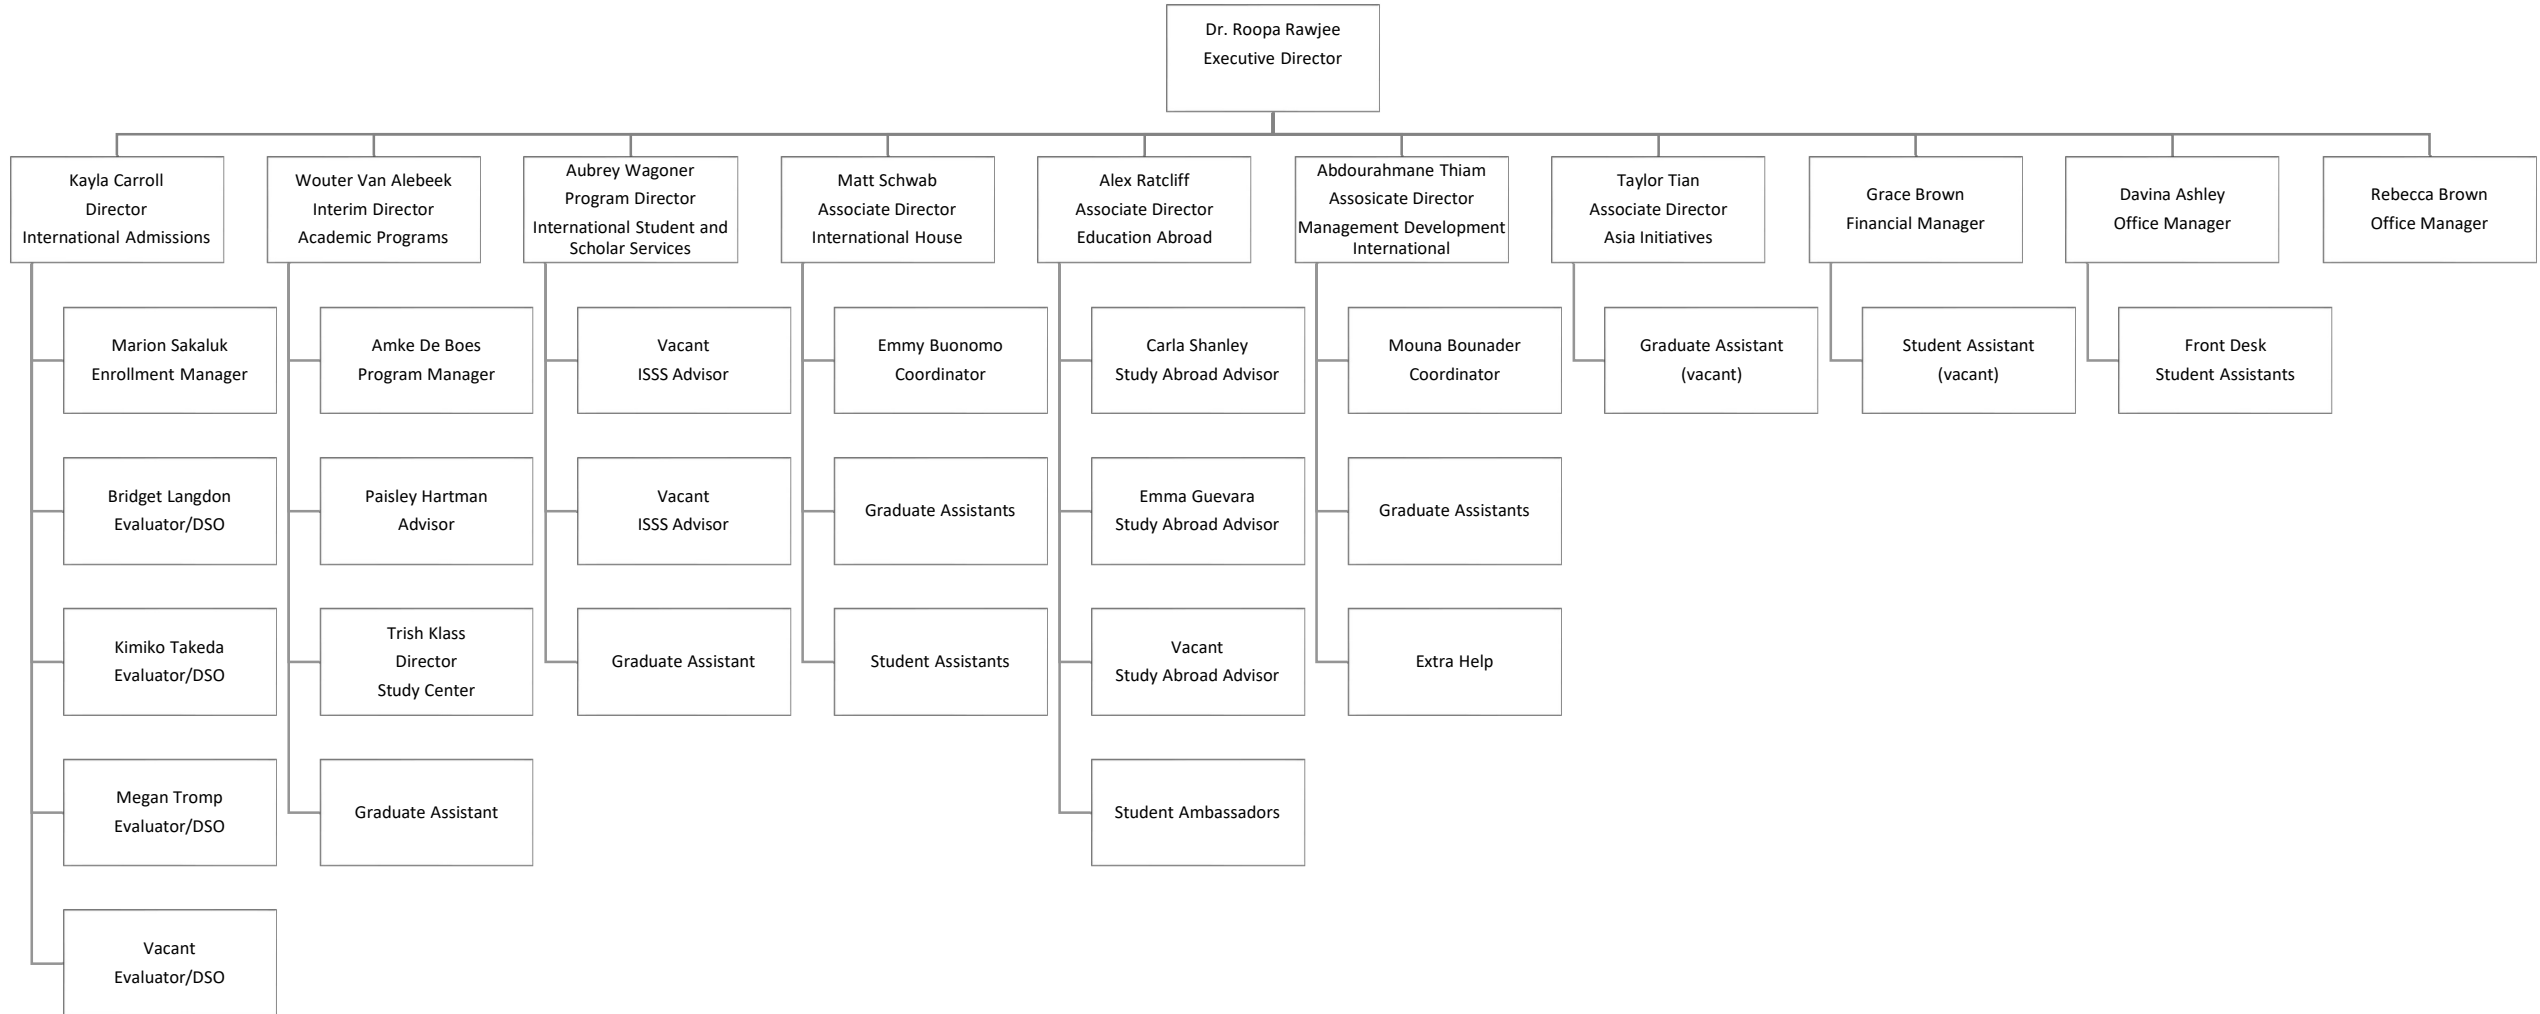 Dr. Roopa Rawjee
Executive Director
Kayla Carroll
Director
International Admissions
Marion Sakaluk
Enrollment Manager
Bridget Langdon
Evaluator/DSO
Kimiko Takeda
Evaluator/DSO
Megan Tromp
Evaluator/DSO
Vacant
Evaluator/DSO
Wouter Van Alebeek
Interim Director
Academic Programs
Amke De Boes
Program Manager
Paisley Hartman
Advisor
Trish Klass
Director
Study Center
Graduate Assistant
Aubrey Wagoner
Program Director
International Student and
Scholar Services
Vacant
ISSS Advisor
Vacant
ISSS Advisor
Graduate Assistant
Matt Schwab
Associate Director
International House
Emmy Buonomo
Coordinator
Graduate Assistants
Student Assistants
Alex Ratcliff
Associate Director
Education Abroad
Carla Shanley
Study Abroad Advisor
Emma Guevara
Study Abroad Advisor
Vacant
Study Abroad Advisor
Student Ambassadors
Abdourahmane Thiam
Assosicate Director
Management Development
International
Mouna Bounader
Coordinator
Graduate Assistants
Extra Help
Taylor Tian
Associate Director
Asia Initiatives
Graduate Assistant
(vacant)
Grace Brown
Financial Manager
Student Assistant
(vacant)
Davina Ashley
Office Manager
Front Desk
Student Assistants
Rebecca Brown
Office Manager